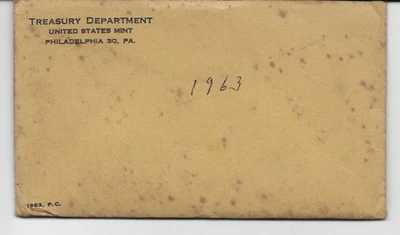 TREASURY DEPARTMENT
UNITED STATES MINT
PHILADELPHIA 30, PA.
1963
1963, P.C.